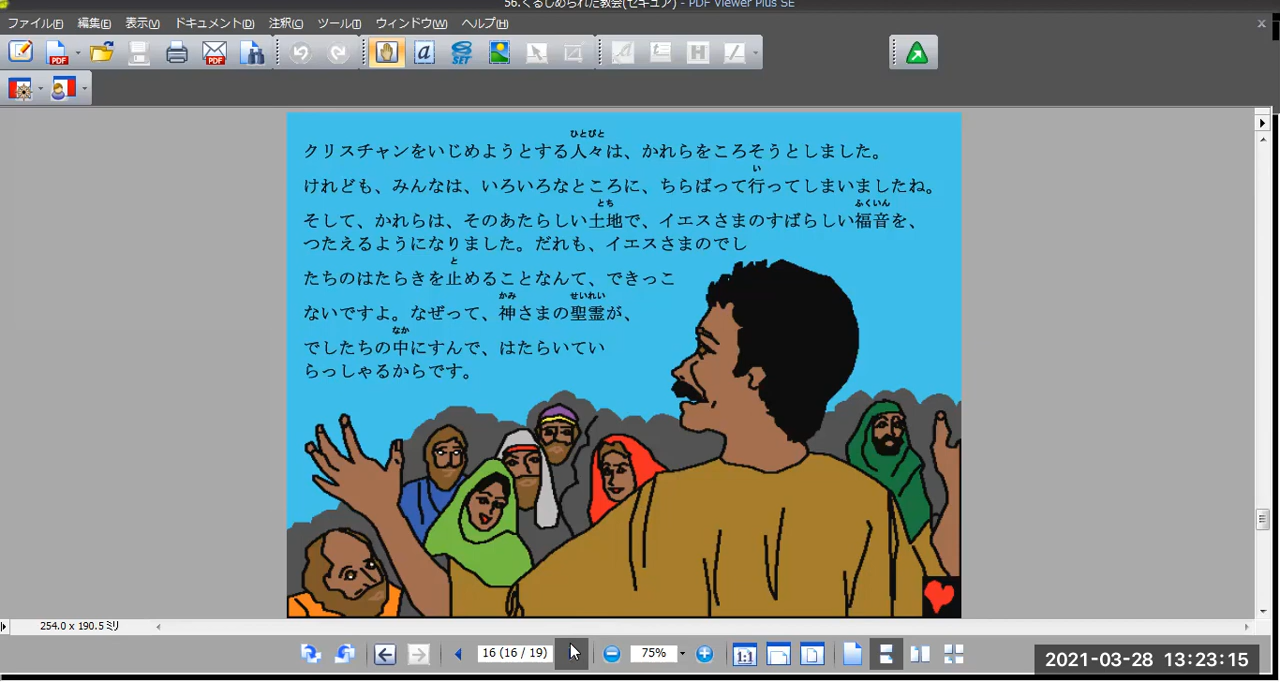 56.くるしめられた教会(セキュア) - PDF Viewer Plus SE
ファイル(F) 編集(E) 表示(V) ドキュメント(D) 注釈(C) ツール(T) ウィンドウ(W) ヘルプ(H)
PDF PDF a SET H
ひとびと
クリスチャンをいじめようとする人々は、かれらをころそうとしました。
い
けれども、みんなは、いろいろなところに、ちらばって行ってしまいましたね。
とち ふくいん
そして、かれらは、そのあたらしい土地で、イエスさまのすばらしい福音を、
つたえるようになりました。だれも、イエスさまのでし
と
たちのはたらきを止めることなんて、できっこ
かみ せいれい
ないですよ。なぜって、神さまの聖霊が、
なか
でしたちの中にすんで、はたらいてい
らっしゃるからです。
254.0 x 190.5 ミリ
16 (16 / 19) 75% 1:1
2021-03-28 13:23:15